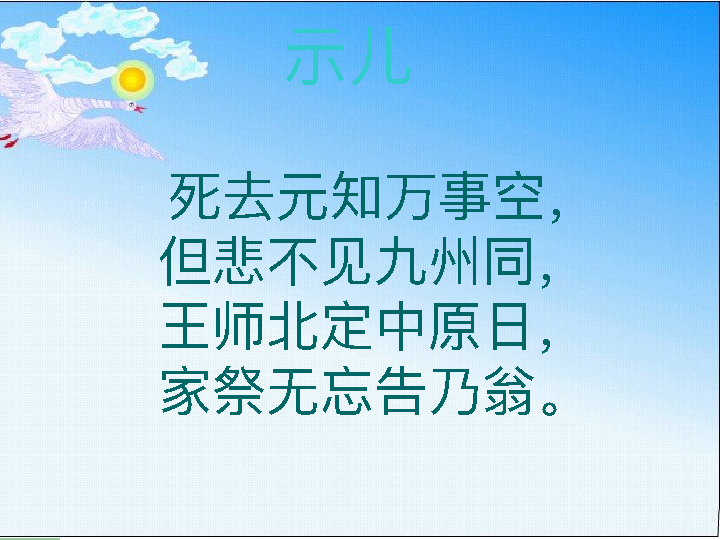 示儿
死去元知万事空，
但悲不见九州同，
王师北定中原日，
家祭无忘告乃翁。